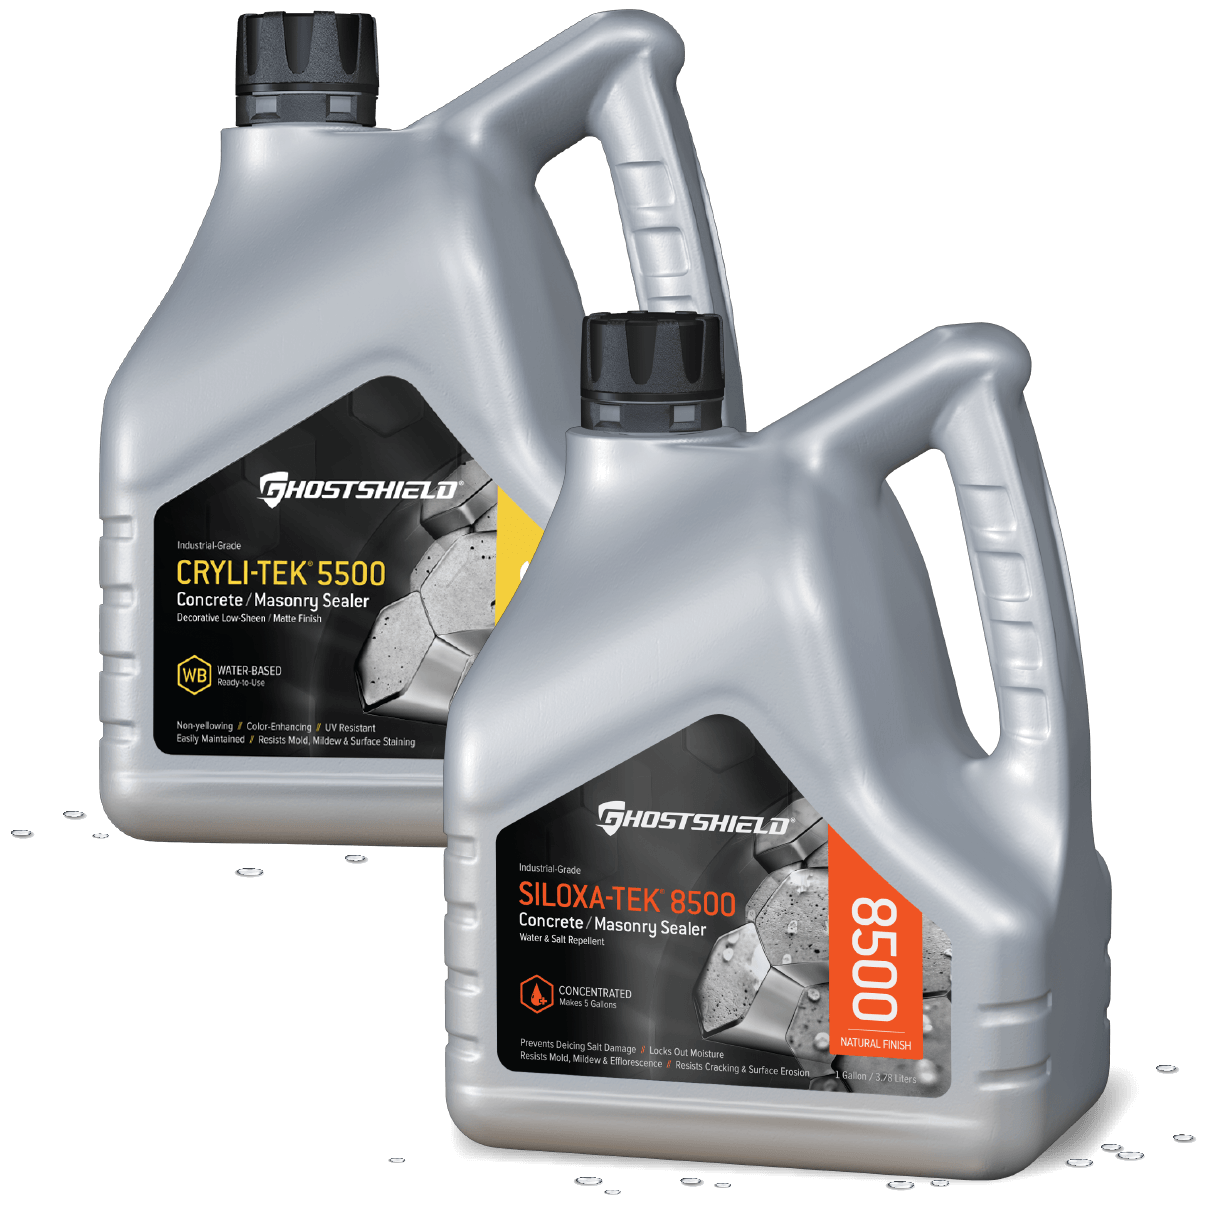 GHOSTSHIELD®
Industrial-Grade
CRYLI-TEK® 5500
Concrete / Masonry Sealer
Decorative Low-Sheen / Matte Finish
WB
WATER-BASED
Ready-to-Use
Non-yellowing // Color-Enhancing // UV Resistant
Easily Maintained // Resists Mold, Mildew & Surface Staining
GHOSTSHIELD®
Industrial-Grade
SILOXA-TEK® 8500
Concrete / Masonry Sealer
Water & Salt Repellent
CONCENTRATED
Makes 5 Gallons
Prevents Deicing Salt Damage // Locks Out Moisture
Resists Mold, Mildew & Efflorescence // Resists Cracking & Surface Erosion
8500
NATURAL FINISH
1 Gallon / 3.78 Liters